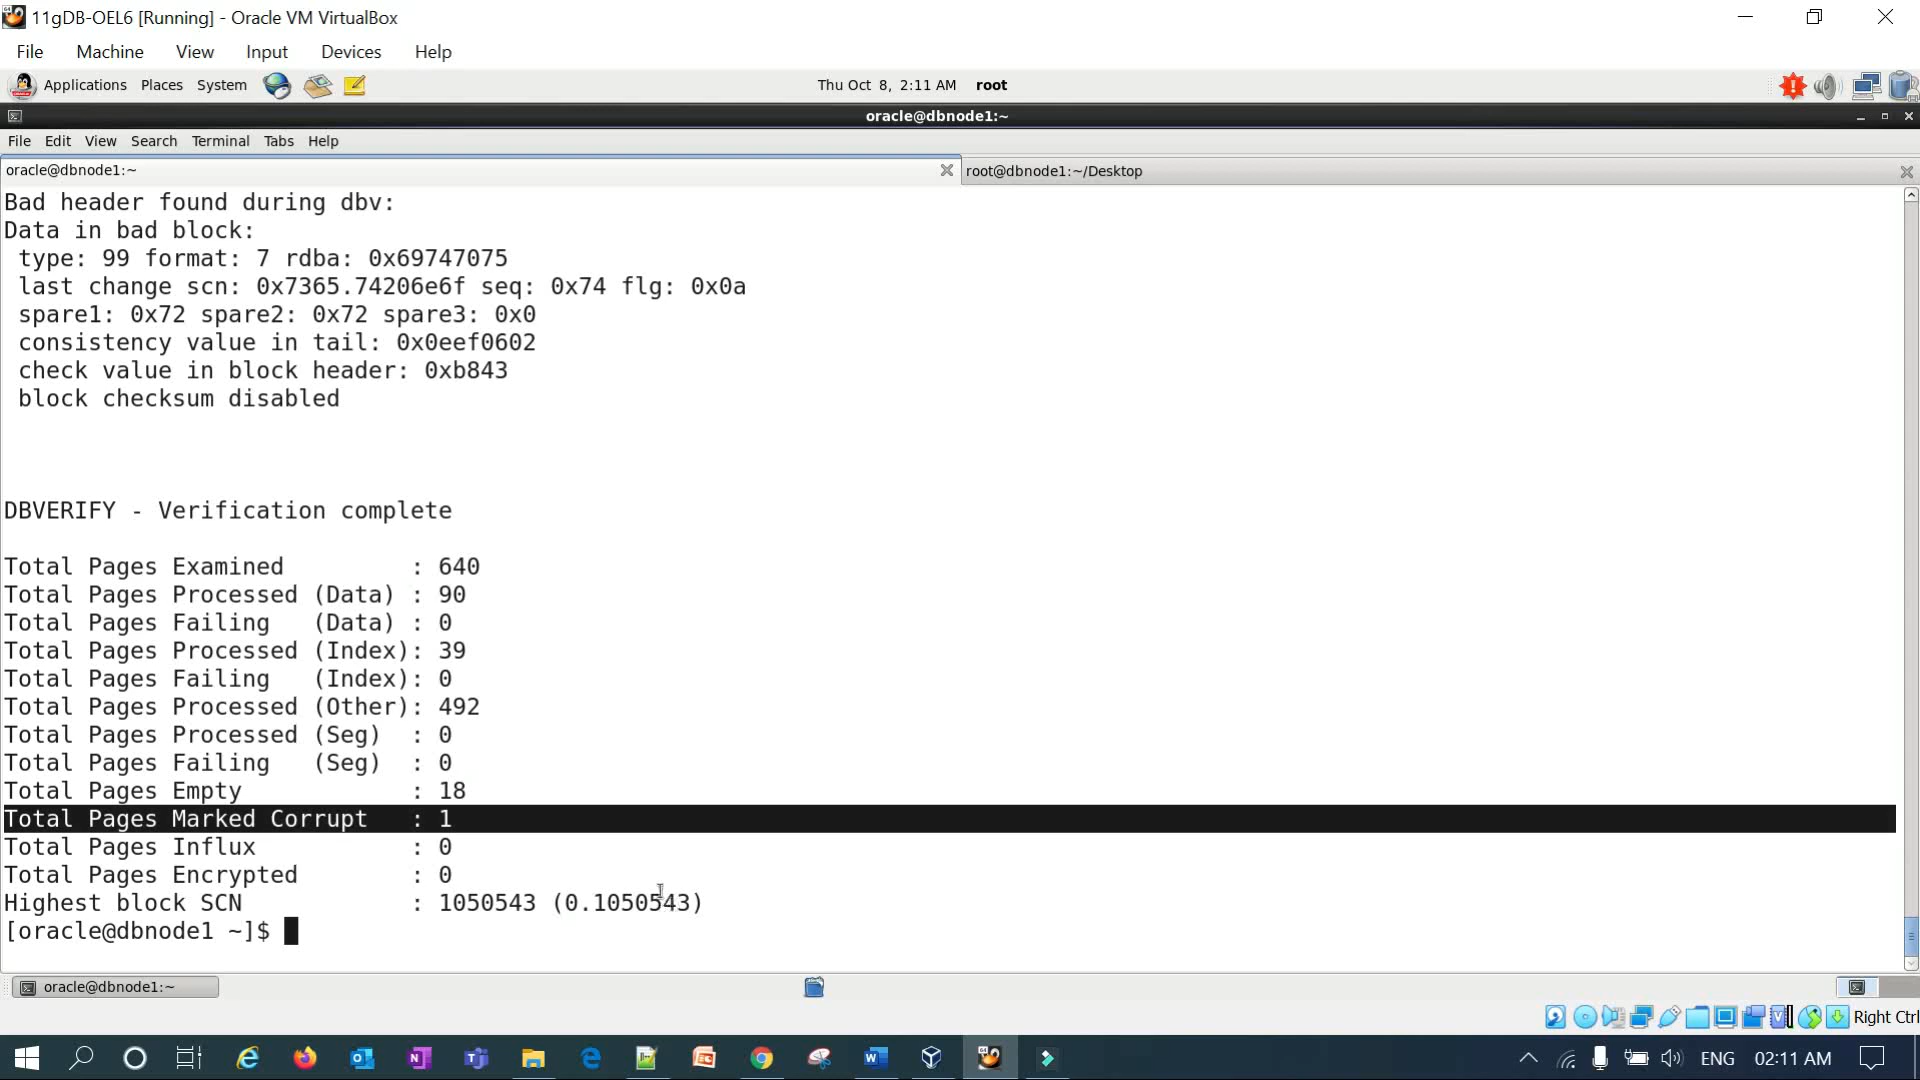 11gDB-OEL6 [Running] - Oracle VM VirtualBox
File Machine View Input Devices Help
Applications Places System Thu Oct 8, 2:11 AM root
oracle@dbnode1:~
File Edit View Search Terminal Tabs Help
oracle@dbnode1:~ root@dbnode1:~/Desktop
Bad header found during dbv:
Data in bad block:
type: 99 format: 7 rdba: 0x69747075
last change scn: 0x7365.74206e6f seq: 0x74 flg: 0x0a
spare1: 0x72 spare2: 0x72 spare3: 0x0
consistency value in tail: 0x0eef0602
check value in block header: 0xb843
block checksum disabled
DBVERIFY - Verification complete
Total Pages Examined : 640
Total Pages Processed (Data) : 90
Total Pages Failing (Data) : 0
Total Pages Processed (Index): 39
Total Pages Failing (Index): 0
Total Pages Processed (Other): 492
Total Pages Processed (Seg) : 0
Total Pages Failing (Seg) : 0
Total Pages Empty : 18
Total Pages Marked Corrupt : 1
Total Pages Influx : 0
Total Pages Encrypted : 0
Highest block SCN : 1050543 (0.1050543)
[oracle@dbnode1 ~]$
oracle@dbnode1:~
Right Ctrl
ENG 02:11 AM